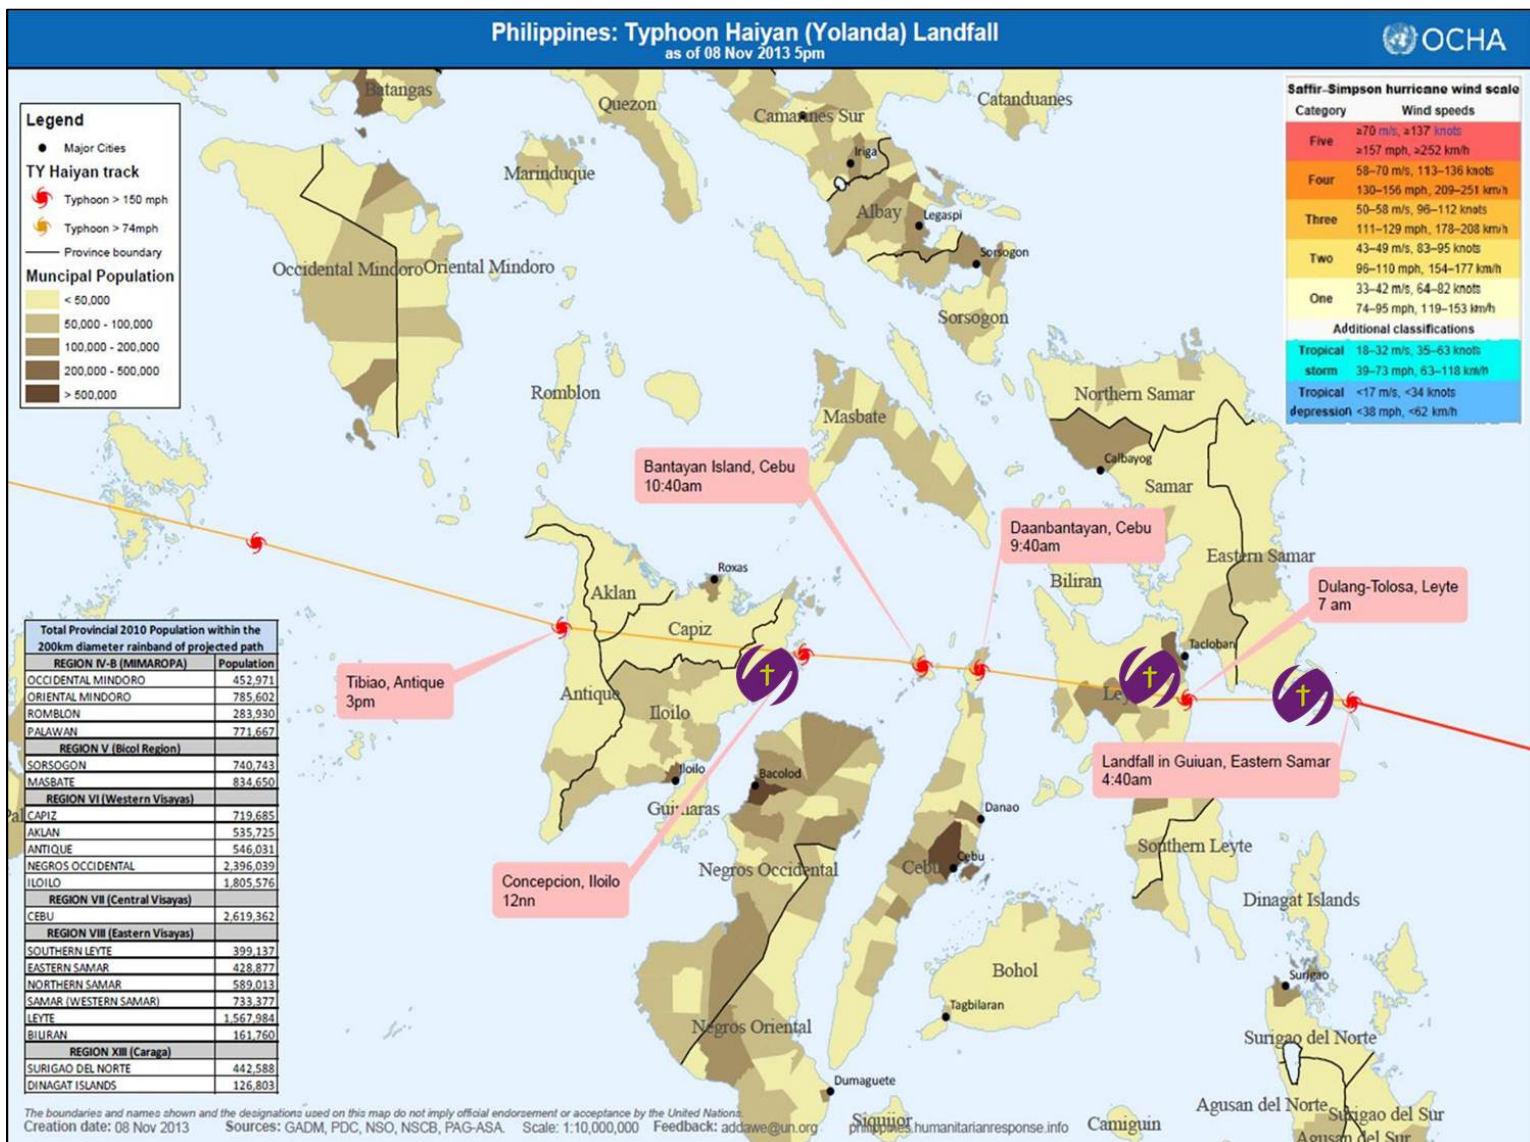 Philippines: Typhoon Haiyan (Yolanda) Landfall
as of 08 Nov 2013 5pm
OCHA
Legend
Major Cities
TY Haiyan track
Typhoon > 150 mph
Typhoon > 74mph
Province boundary
Muncipal Population
< 50,000
50,000 - 100,000
100,000 - 200,000
200,000 - 500,000
> 500,000
Saffir–Simpson hurricane wind scale
Category Wind speeds
Five ≥70 m/s, ≥137 knots
≥157 mph, ≥252 km/h
Four 58–70 m/s, 113–136 knots
130–156 mph, 209–251 km/h
Three 50–58 m/s, 96–112 knots
111–129 mph, 178–208 km/h
Two 43–49 m/s, 83–95 knots
96–110 mph, 154–177 km/h
One 33–42 m/s, 64–82 knots
74–95 mph, 119–153 km/h
Additional classifications
Tropical storm 18–32 m/s, 35–63 knots
39–73 mph, 63–118 km/h
Tropical depression <17 m/s, <34 knots
<38 mph, <62 km/h
Batangas
Quezon
Camarines Sur
Catanduanes
Marinduque
Iriga
Albay
Legaspi
Sorsogon
Sorsogon
Occidental Mindoro
Oriental Mindoro
Romblon
Masbate
Northern Samar
Calbayog
Samar
Eastern Samar
Biliran
Tacloban
Bantayan Island, Cebu
10:40am
Daanbantayan, Cebu
9:40am
Dulang-Tolosa, Leyte
7 am
Landfall in Guiuan, Eastern Samar
4:40am
Tibiao, Antique
3pm
Concepcion, Iloilo
12nn
Roxas
Aklan
Capiz
Antique
Iloilo
Iloilo
Guimaras
Bacolod
Negros Occidental
Danao
Cebu
Cebu
Southern Leyte
Dinagat Islands
Bohol
Tagbilaran
Surigao
Negros Oriental
Surigao del Norte
Dumaguete
Siquijor
Camiguin
Agusan del Norte
Surigao del Sur
Agusan del Sur
Total Provincial 2010 Population within the
200km diameter rainband of projected path
REGION IV-B (MIMAROPA) Population
OCCIDENTAL MINDORO 452,971
ORIENTAL MINDORO 785,602
ROMBLON 283,930
PALAWAN 771,667
REGION V (Bicol Region)
SORSOGON 740,743
MASBATE 834,650
REGION VI (Western Visayas)
CAPIZ 719,685
AKLAN 535,725
ANTIQUE 546,031
NEGROS OCCIDENTAL 2,396,039
ILOILO 1,805,576
REGION VII (Central Visayas)
CEBU 2,619,362
REGION VIII (Eastern Visayas)
SOUTHERN LEYTE 399,137
EASTERN SAMAR 428,877
NORTHERN SAMAR 589,013
SAMAR (WESTERN SAMAR) 733,377
LEYTE 1,567,984
BILIRAN 161,760
REGION XIII (Caraga)
SURIGAO DEL NORTE 442,588
DINAGAT ISLANDS 126,803
The boundaries and names shown and the designations used on this map do not imply official endorsement or acceptance by the United Nations.
Creation date: 08 Nov 2013 Sources: GADM, PDC, NSO, NSCB, PAG-ASA. Scale: 1:10,000,000 Feedback: addawe@un.org philippines.humanitarianresponse.info